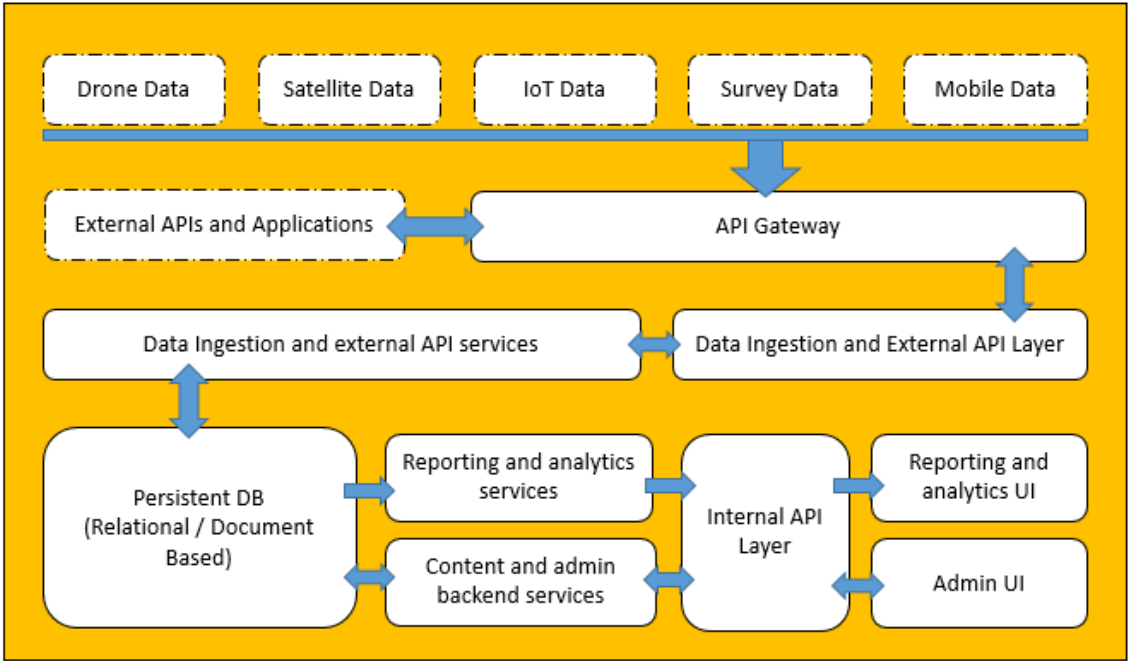 Drone Data
Satellite Data
IoT Data
Survey Data
Mobile Data
External APIs and Applications
API Gateway
Data Ingestion and external API services
Data Ingestion and External API Layer
Persistent DB
(Relational / Document
Based)
Reporting and analytics
services
Content and admin
backend services
Internal API
Layer
Reporting and
analytics UI
Admin UI